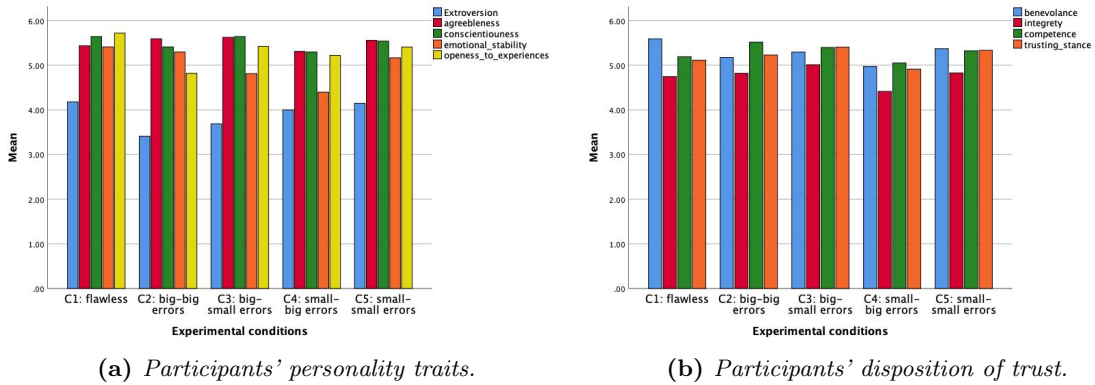 Extroversion
agreebleness
conscientiouness
emotional_stability
openess_to_experiences
6.00
5.00
4.00
3.00
2.00
1.00
.00
Mean
C1: flawless
C2: big-big
errors
C3: big-
small errors
C4: small-
big errors
C5: small-
small errors
Experimental conditions
(a) Participants' personality traits.
benevolance
integrety
competence
trusting_stance
6.00
5.00
4.00
3.00
2.00
1.00
.00
Mean
C1: flawless
C2: big-big
errors
C3: big-
small errors
C4: small-
big errors
C5: small-
small errors
Experimental conditions
(b) Participants' disposition of trust.